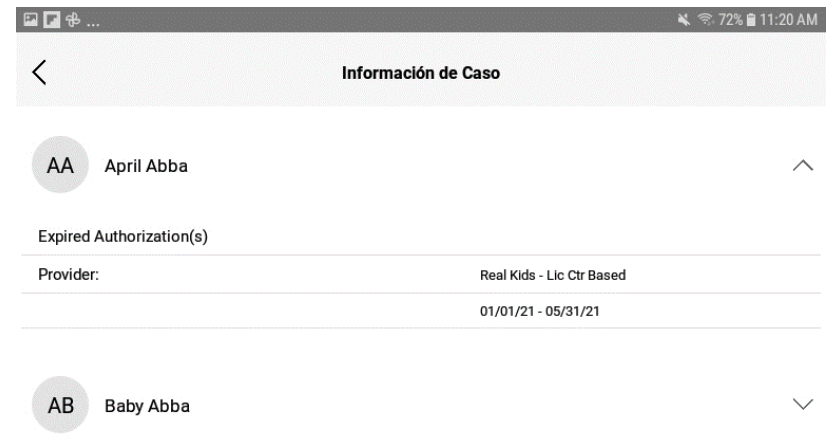 ... 72% 11:20 AM
Información de Caso
AA April Abba
Expired Authorization(s)
Provider: Real Kids - Lic Ctr Based
01/01/21 - 05/31/21
AB Baby Abba